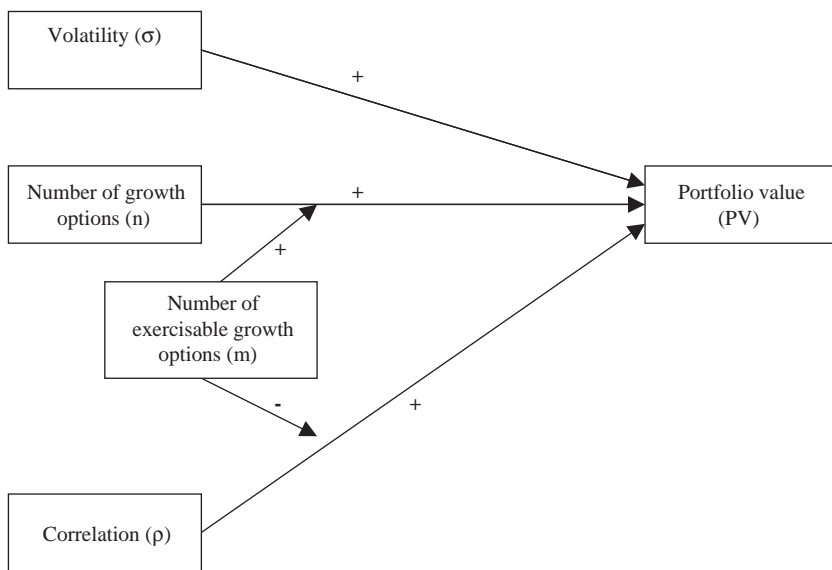 Volatility (σ)
+
Number of growth
options (n)
+
Portfolio value
(PV)
+
Number of
exercisable growth
options (m)
-
+
Correlation (ρ)